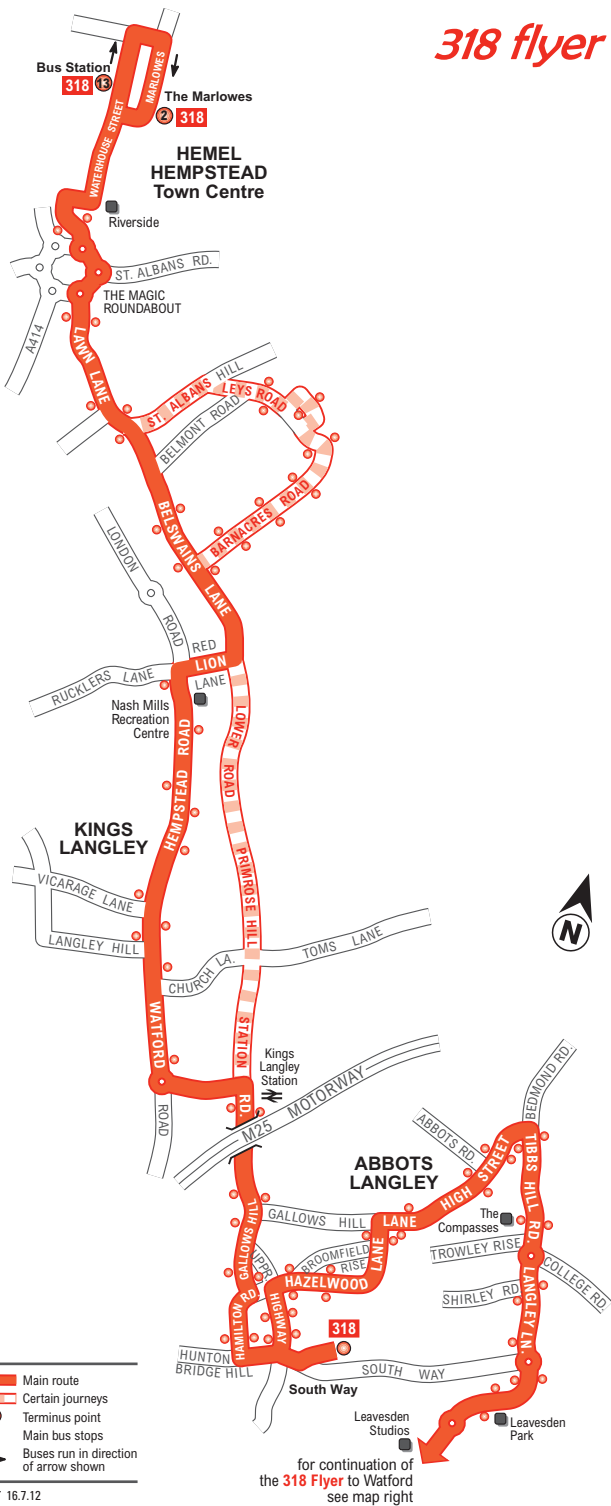 318 flyer
Bus Station
318 13
MARLOWES
The Marlowes
2 318
WATERHOUSE STREET
HEMEL
HEMPSTEAD
Town Centre
Riverside
ST. ALBANS RD.
THE MAGIC
ROUNDABOUT
A414
LAWN LANE
ST. ALBANS HILL
LEYS ROAD
BELMONT ROAD
BARNACRES ROAD
BELSWAINS LANE
LONDON ROAD
RED LION LANE
RUCKLERS LANE
Nash Mills
Recreation
Centre
HEMPSTEAD ROAD
LOWER ROAD
KINGS
LANGLEY
PRIMROSE HILL
VICARAGE LANE
LANGLEY HILL
CHURCH LA.
TOMS LANE
N
WATFORD ROAD
STATION RD.
Kings
Langley
Station
M25 MOTORWAY
BEDMOND RD.
ABBOTS RD.
ABBOTS
LANGLEY
HIGH STREET
TIBBS HILL RD.
GALLOWS HILL
GALLOWS HILL LANE
The
Compasses
TROWLEY RISE
COLLEGE RD.
BROOMFIELD
RISE
HAZELWOOD LANE
HIGHWAY
HAMILTON RD.
SHIRLEY RD.
LANGLEY LN.
318
HUNTON
BRIDGE HILL
SOUTH WAY
South Way
Leavesden
Studios
Leavesden
Park
for continuation of
the 318 Flyer to Watford
see map right
Main route
Certain journeys
Terminus point
Main bus stops
Buses run in direction
of arrow shown
16.7.12